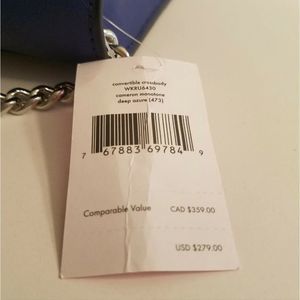 convertible crossbody
WKRU6430
cameron monotone
deep azure (473)
7 67883 69784 9
Comparable Value CAD $359.00
USD $279.00